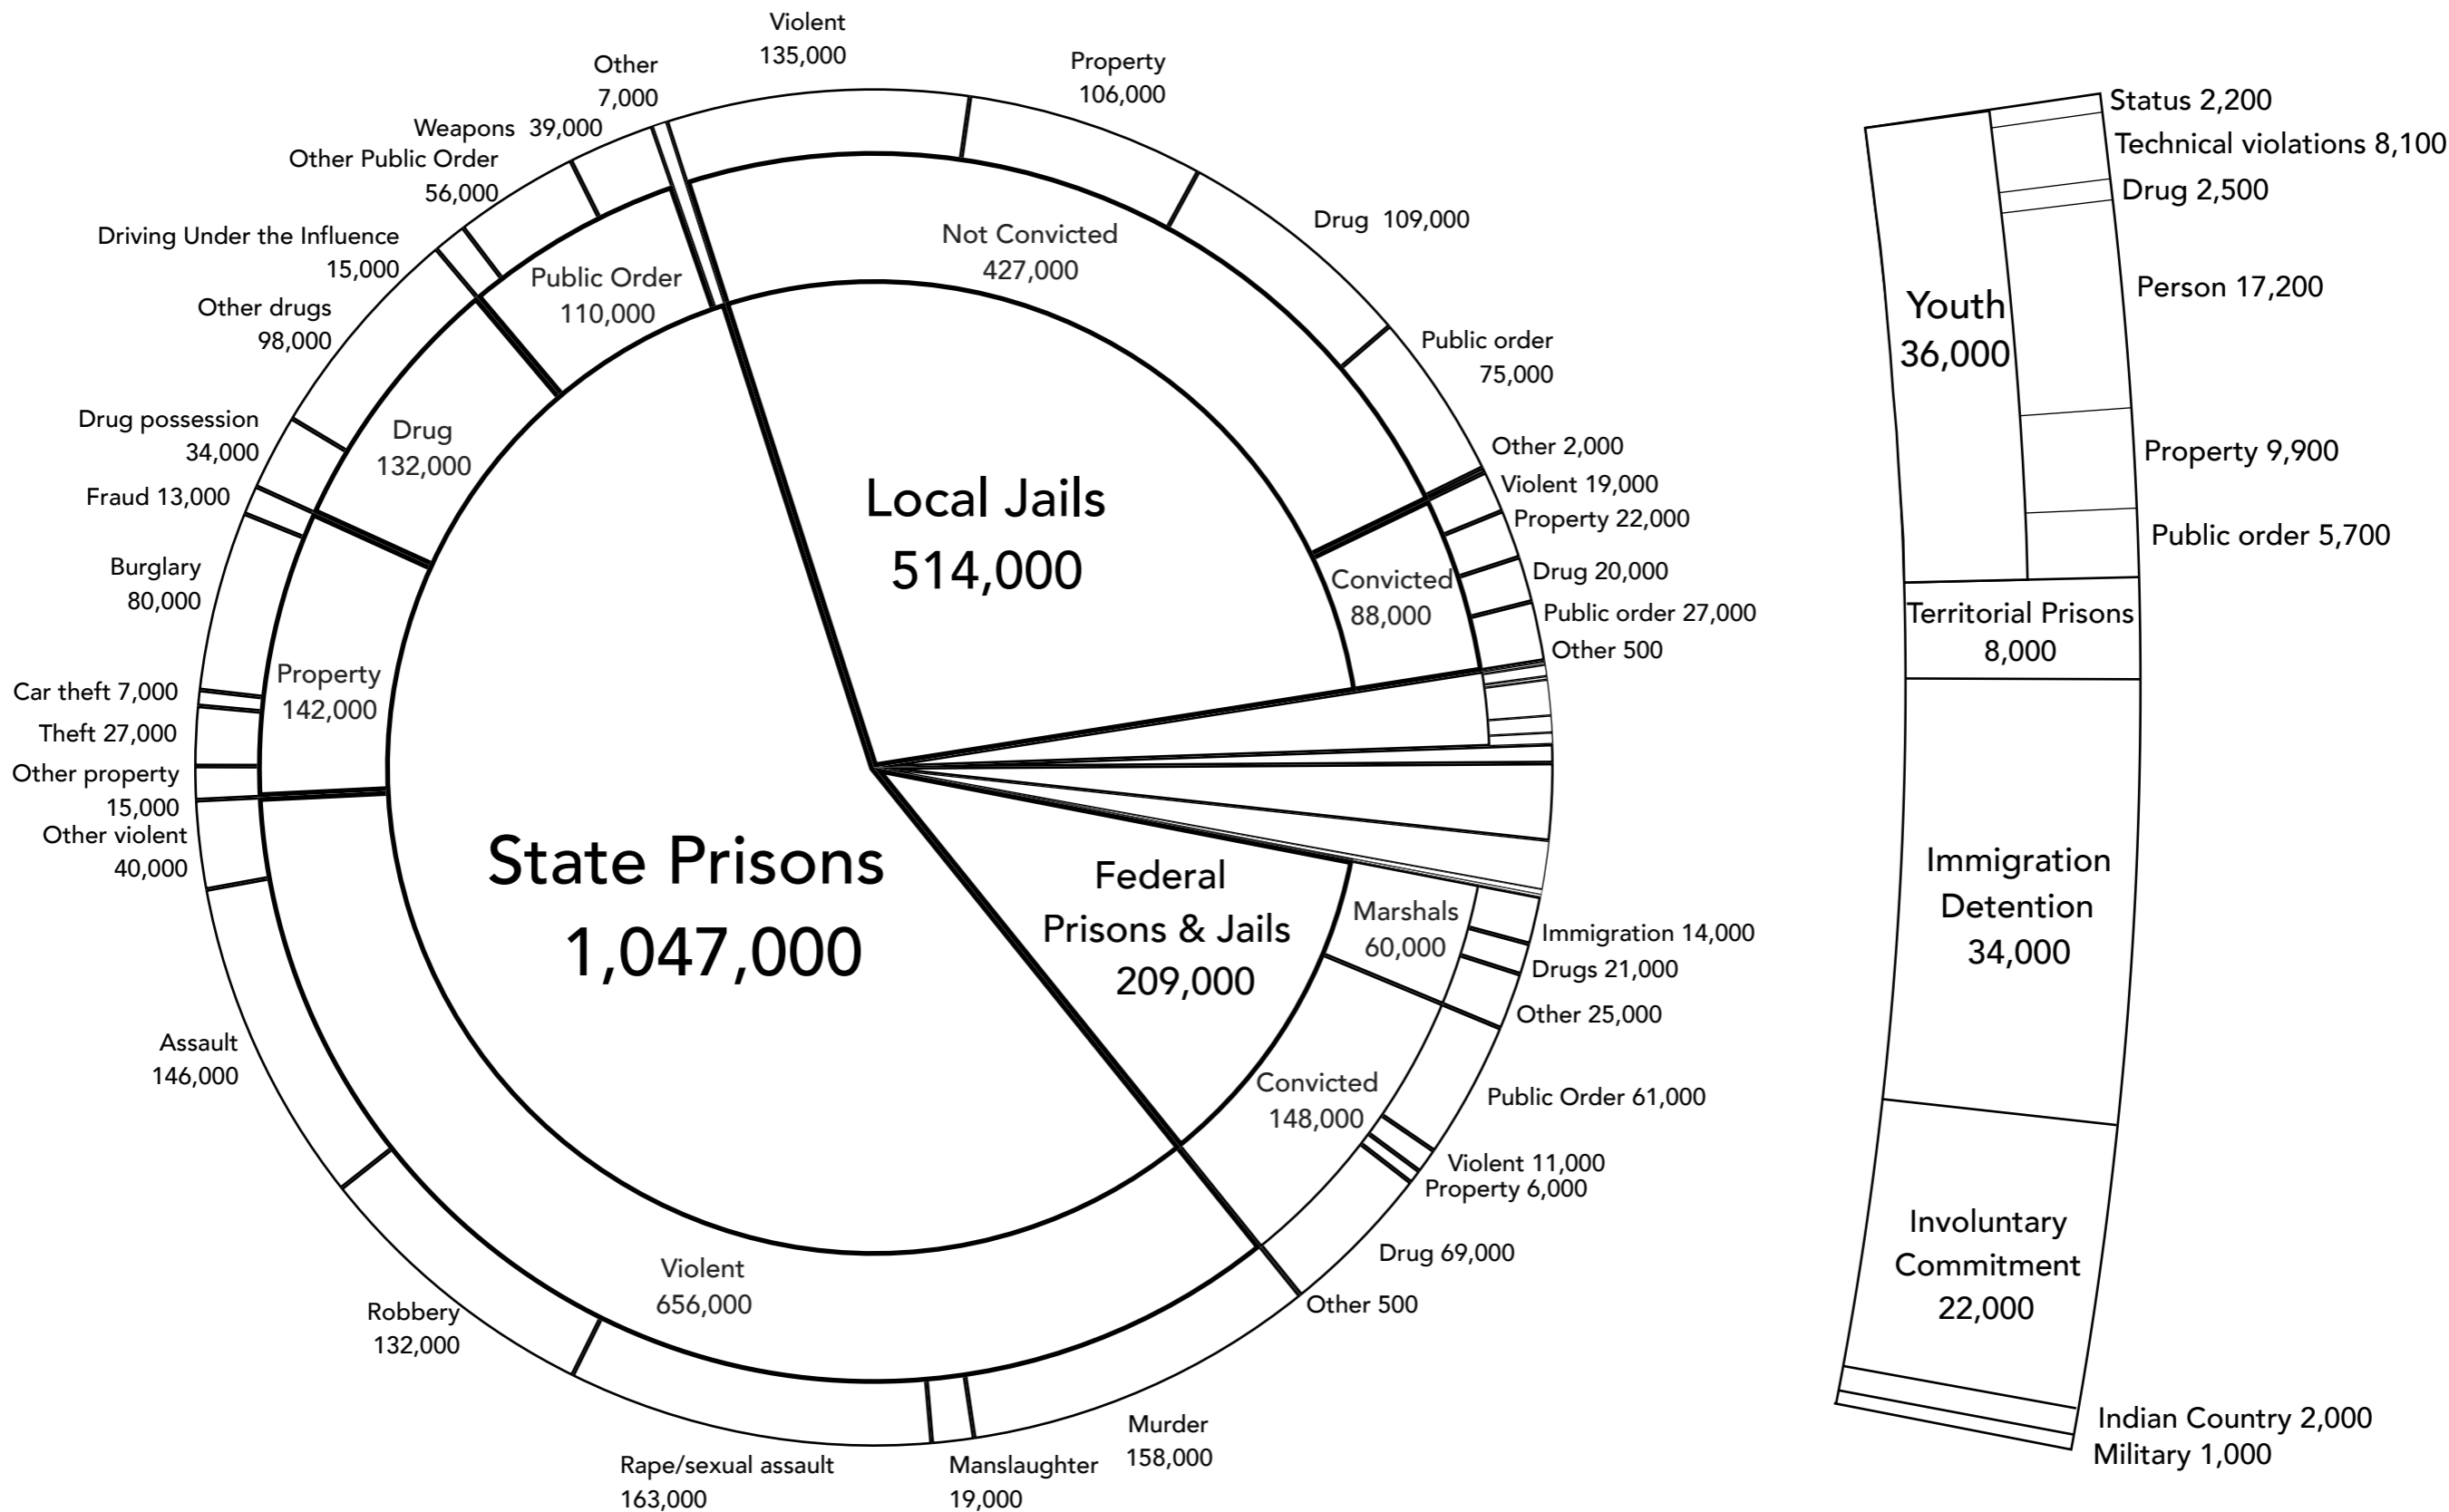 Violent
135,000
Property
106,000
Drug 109,000
Public order
75,000
Other 2,000
Violent 19,000
Property 22,000
Drug 20,000
Public order 27,000
Other 500
Not Convicted
427,000
Convicted
88,000
Local Jails
514,000
Other
7,000
Weapons 39,000
Other Public Order
56,000
Driving Under the Influence
15,000
Public Order
110,000
Other drugs
98,000
Drug possession
34,000
Drug
132,000
Fraud 13,000
Burglary
80,000
Car theft 7,000
Theft 27,000
Other property
15,000
Property
142,000
Other violent
40,000
Assault
146,000
Robbery
132,000
Rape/sexual assault
163,000
Manslaughter
19,000
Murder
158,000
Violent
656,000
State Prisons
1,047,000
Federal
Prisons & Jails
209,000
Marshals
60,000
Immigration 14,000
Drugs 21,000
Other 25,000
Convicted
148,000
Public Order 61,000
Violent 11,000
Property 6,000
Drug 69,000
Other 500
Status 2,200
Technical violations 8,100
Drug 2,500
Person 17,200
Property 9,900
Public order 5,700
Youth
36,000
Territorial Prisons
8,000
Immigration
Detention
34,000
Involuntary
Commitment
22,000
Indian Country 2,000
Military 1,000